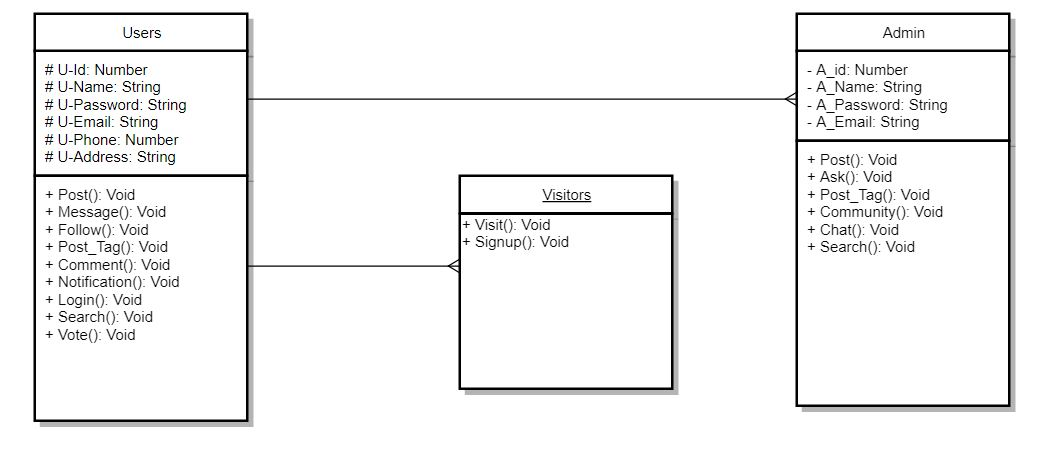 Users
# U-Id: Number
# U-Name: String
# U-Password: String
# U-Email: String
# U-Phone: Number
# U-Address: String
+ Post(): Void
+ Message(): Void
+ Follow(): Void
+ Post_Tag(): Void
+ Comment(): Void
+ Notification(): Void
+ Login(): Void
+ Search(): Void
+ Vote(): Void
Visitors
+ Visit(): Void
+ Signup(): Void
Admin
- A_id: Number
- A_Name: String
- A_Password: String
- A_Email: String
+ Post(): Void
+ Ask(): Void
+ Post_Tag(): Void
+ Community(): Void
+ Chat(): Void
+ Search(): Void